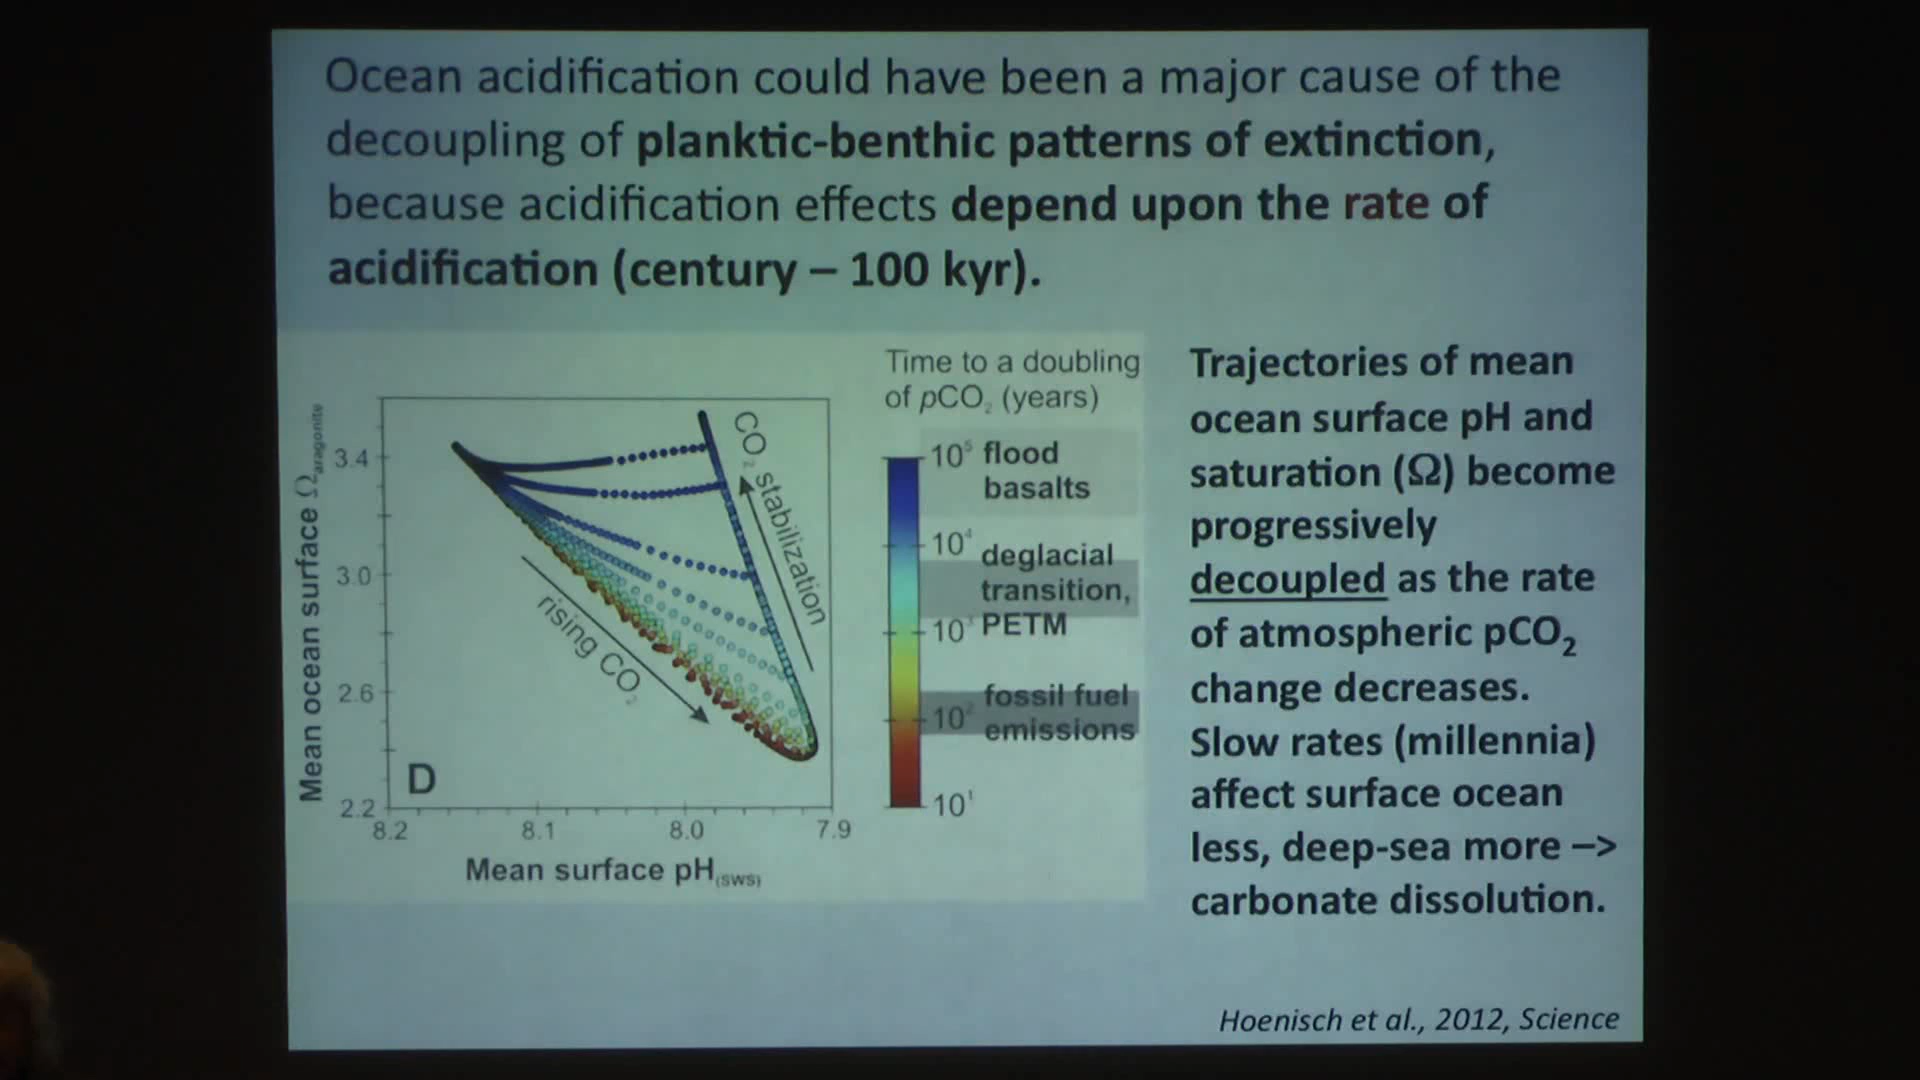 Ocean acidification could have been a major cause of the
decoupling of planktic-benthic patterns of extinction,
because acidification effects depend upon the rate of
acidification (century – 100 kyr).
Mean ocean surface Ω aragonite
3.4
3.0
2.6
2.2
8.2
8.1
8.0
7.9
Mean surface pH(SWS)
D
rising CO₂
CO₂ stabilization
Time to a doubling
of pCO₂ (years)
10⁵ flood
basalts
10⁴
deglacial
transition,
10³ PETM
fossil fuel
10²
emissions
10¹
Trajectories of mean
ocean surface pH and
saturation (Ω) become
progressively
decoupled as the rate
of atmospheric pCO₂
change decreases.
Slow rates (millennia)
affect surface ocean
less, deep-sea more –>
carbonate dissolution.
Hoenisch et al., 2012, Science